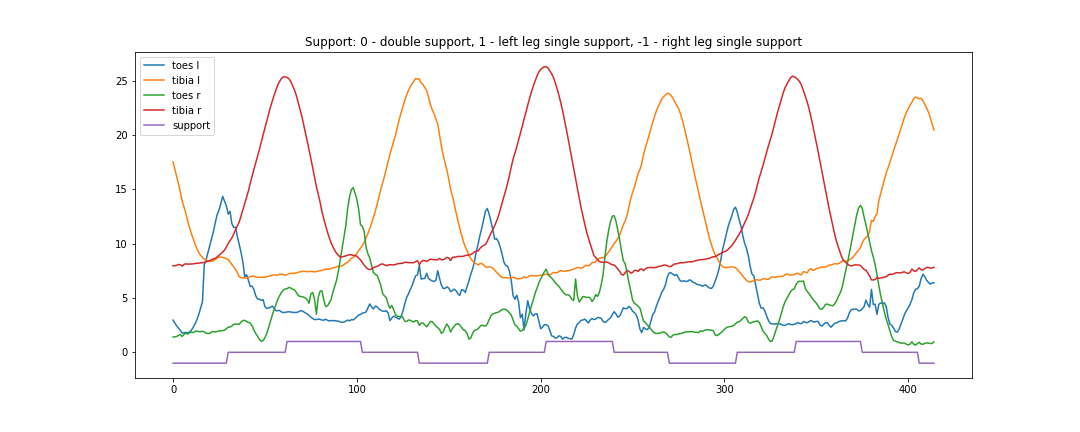 Support: 0 - double support, 1 - left leg single support, -1 - right leg single support
toes l
tibia l
toes r
tibia r
support
25
20
15
10
5
0
0 100 200 300 400